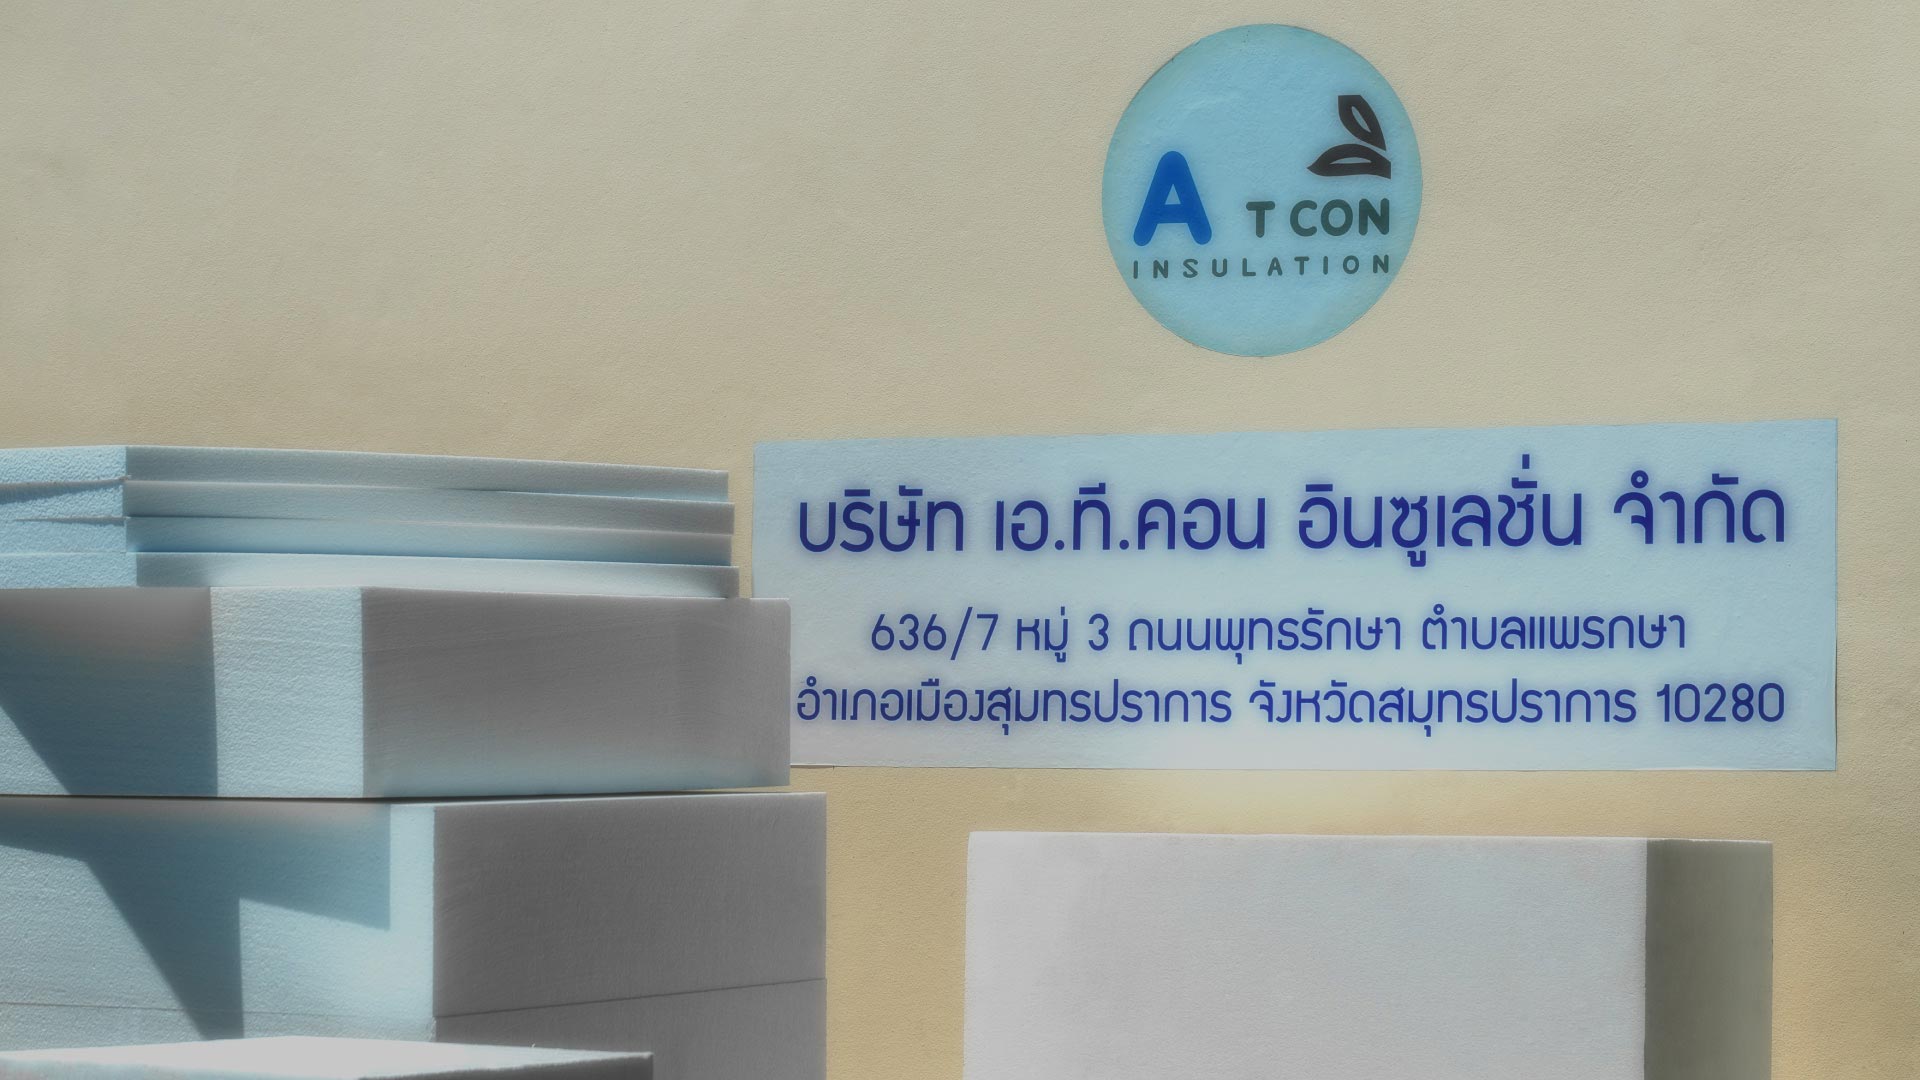 A T CON
INSULATION
บริษัท เอ.ที.คอน อินซูเลชั่น จำกัด
636/7 หมู่ 3 ถนนพุทธรักษา ตำบลแพรกษา
อำเภอเมืองสุมทรปราการ จังหวัดสมุทรปราการ 10280